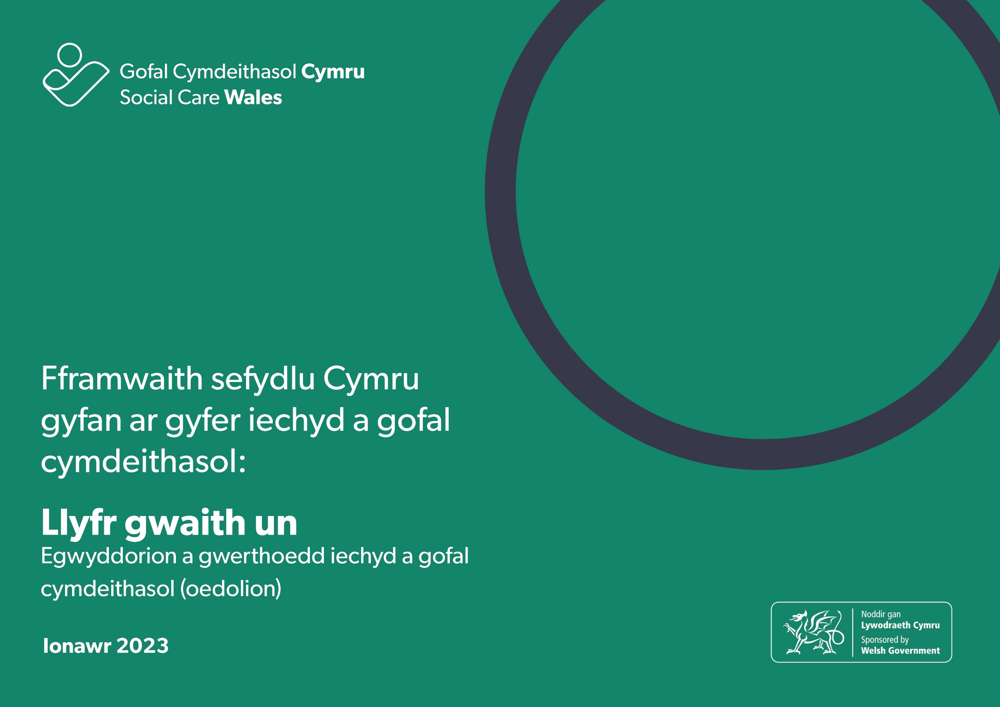 Gofal Cymdeithasol Cymru
Social Care Wales
Fframwaith sefydlu Cymru
gyfan ar gyfer iechyd a gofal
cymdeithasol:
Llyfr gwaith un
Egwyddorion a gwerthoedd iechyd a gofal
cymdeithasol (oedolion)
Ionawr 2023
Noddir gan
Lywodraeth Cymru
Sponsored by
Welsh Government